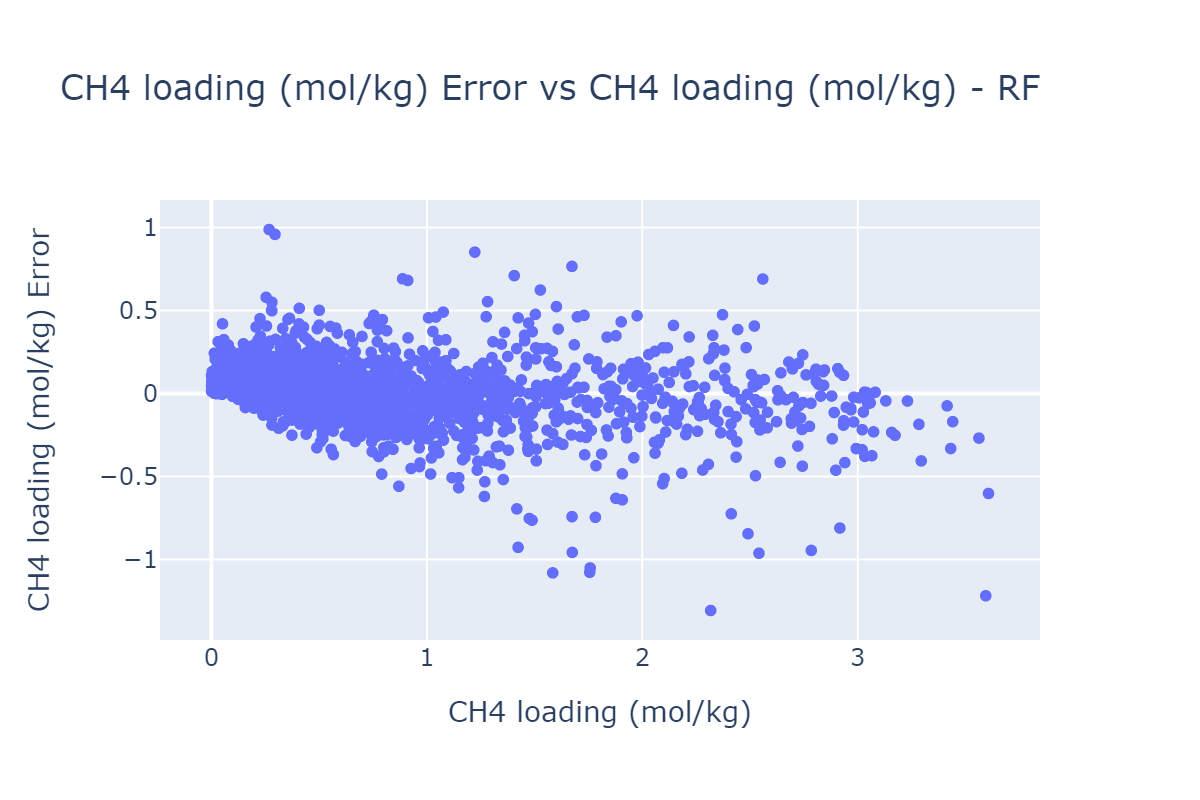 CH4 loading (mol/kg) Error vs CH4 loading (mol/kg) - RF
CH4 loading (mol/kg) Error
1
0.5
0
−0.5
−1
0 1 2 3
CH4 loading (mol/kg)